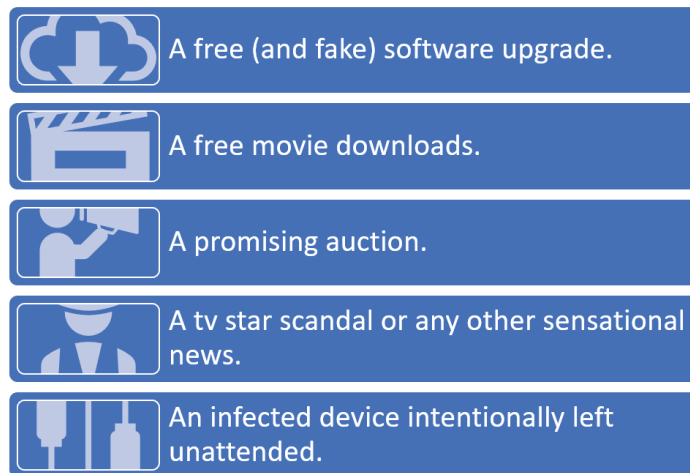 A free (and fake) software upgrade.
A free movie downloads.
A promising auction.
A tv star scandal or any other sensational
news.
An infected device intentionally left
unattended.